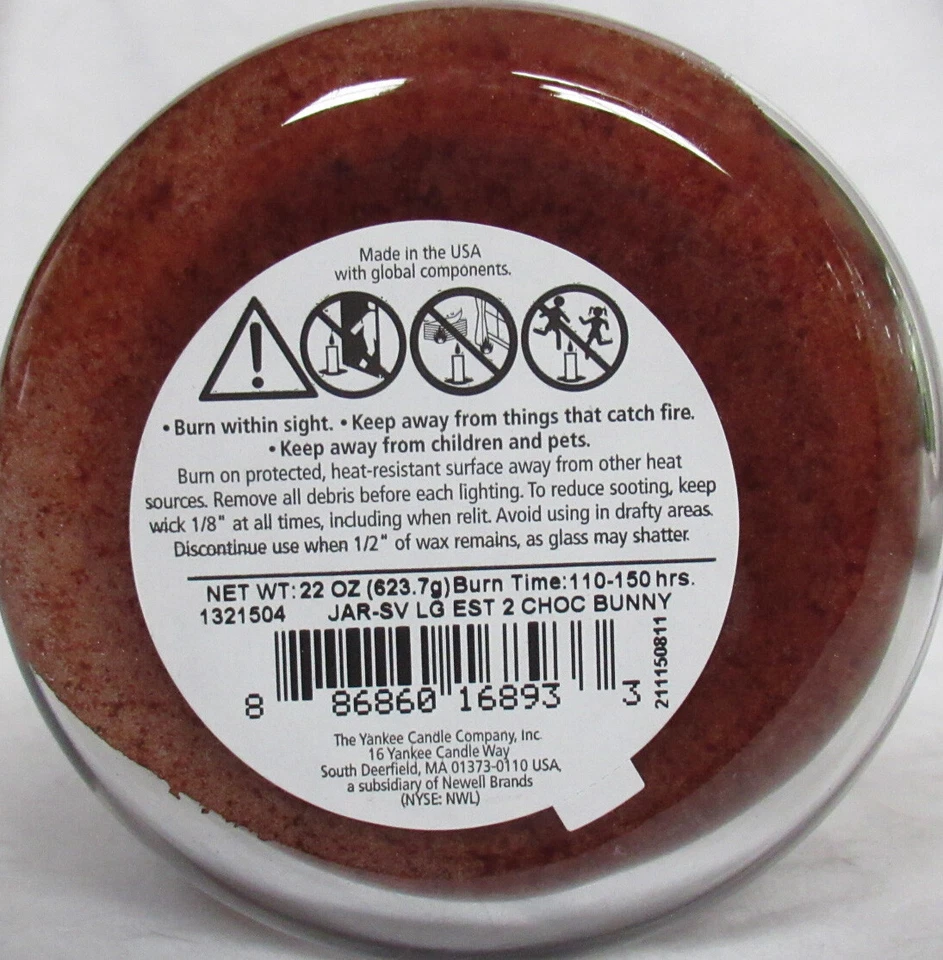 Made in the USA
with global components.
• Burn within sight. • Keep away from things that catch fire.
• Keep away from children and pets.
Burn on protected, heat-resistant surface away from other heat
sources. Remove all debris before each lighting. To reduce sooting, keep
wick 1/8" at all times, including when relit. Avoid using in drafty areas.
Discontinue use when 1/2" of wax remains, as glass may shatter.
NET WT: 22 OZ (623.7g) Burn Time:110-150 hrs.
1321504 JAR-SV LG EST 2 CHOC BUNNY
8 86860 16893 3
211150811
The Yankee Candle Company, Inc.
16 Yankee Candle Way
South Deerfield, MA 01373-0110 USA,
a subsidiary of Newell Brands
(NYSE: NWL)